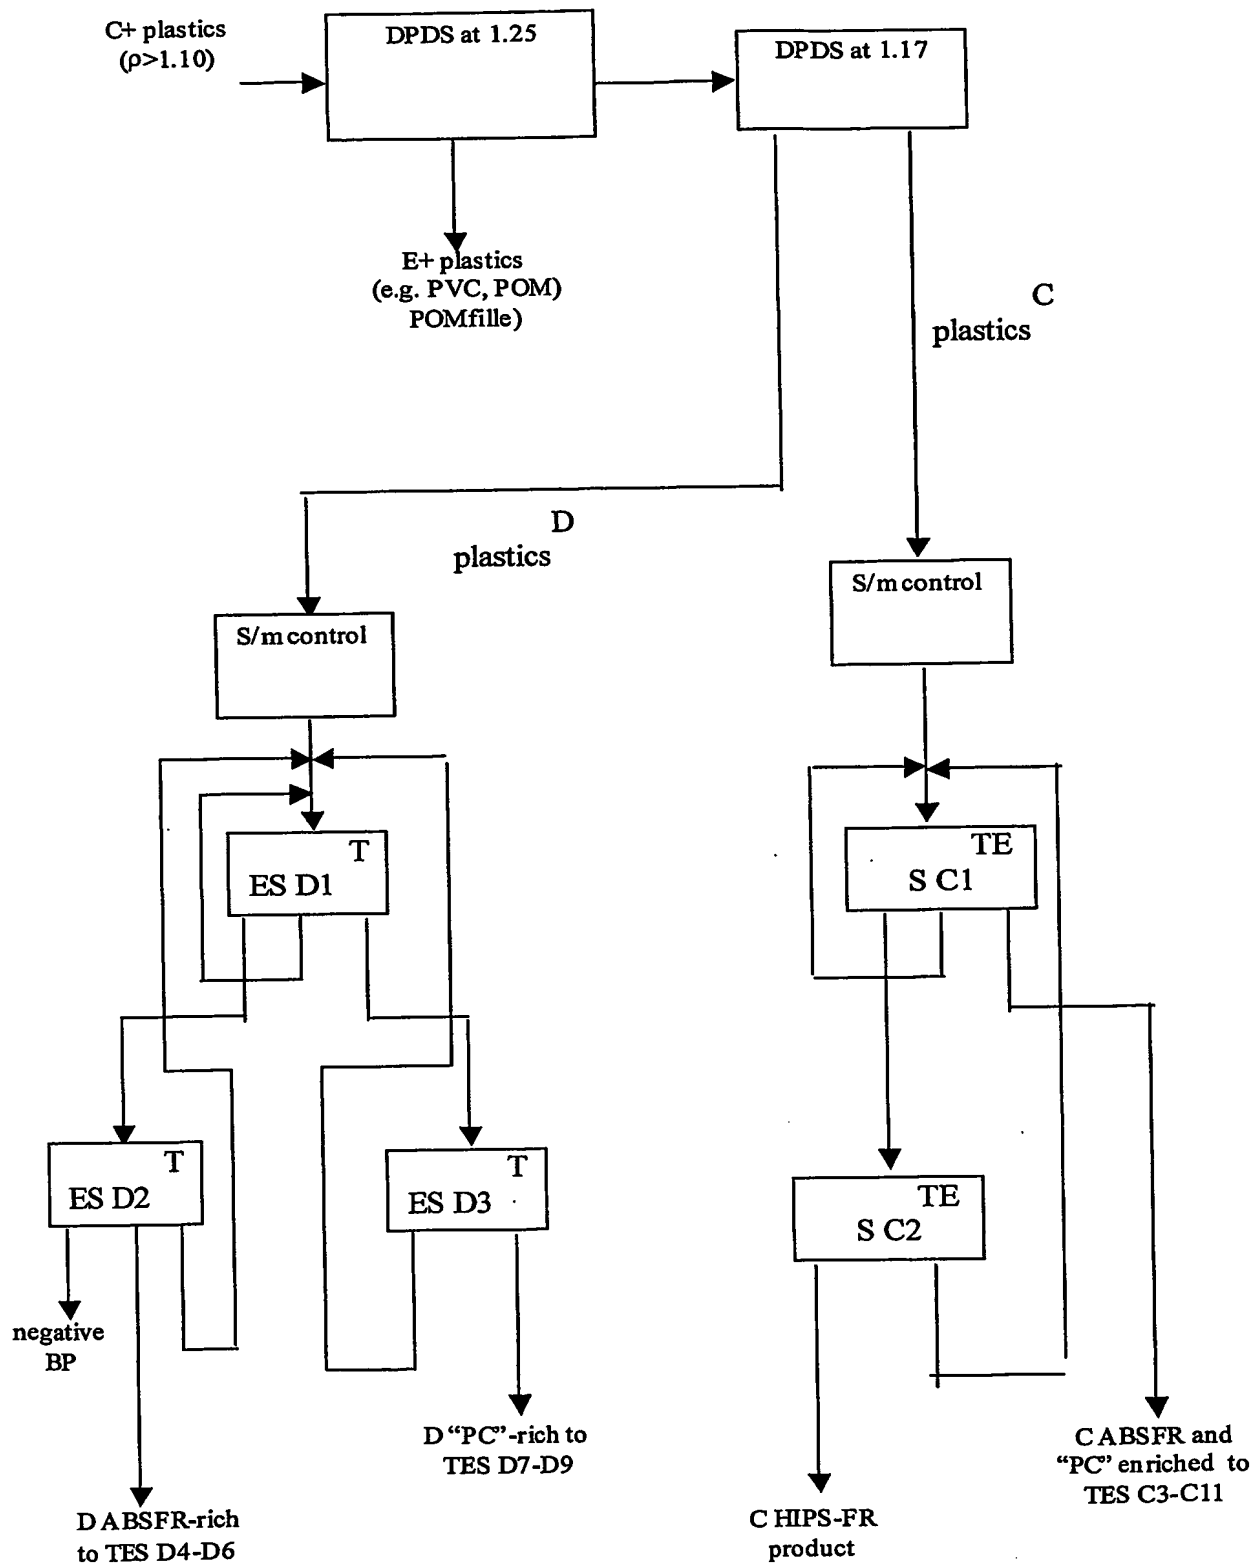 C+ plastics
(ρ>1.10)
DPDS at 1.25
DPDS at 1.17
E+ plastics
(e.g. PVC, POM)
POMfille)
C
plastics
D
plastics
S/m control
S/m control
T
ES D1
TE
S C1
T
ES D2
T
ES D3
TE
S C2
negative
BP
D "PC"-rich to
TES D7-D9
C ABSFR and
"PC" enriched to
TES C3-C11
D ABSFR-rich
to TES D4-D6
C HIPS-FR
product